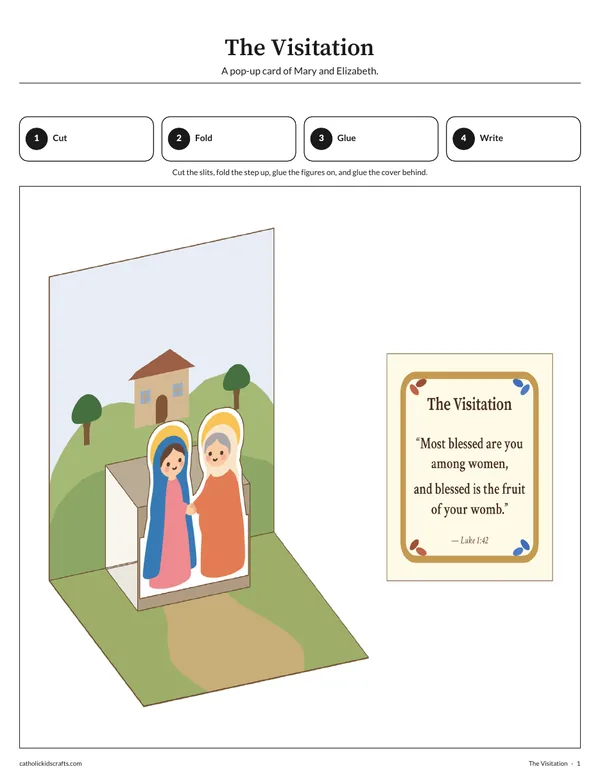 The Visitation
A pop-up card of Mary and Elizabeth.
1 Cut
2 Fold
3 Glue
4 Write
Cut the slits, fold the step up, glue the figures on, and glue the cover behind.
The Visitation
“Most blessed are you
among women,
and blessed is the fruit
of your womb.”
— Luke 1:42
catholickidscrafts.com
The Visitation - 1